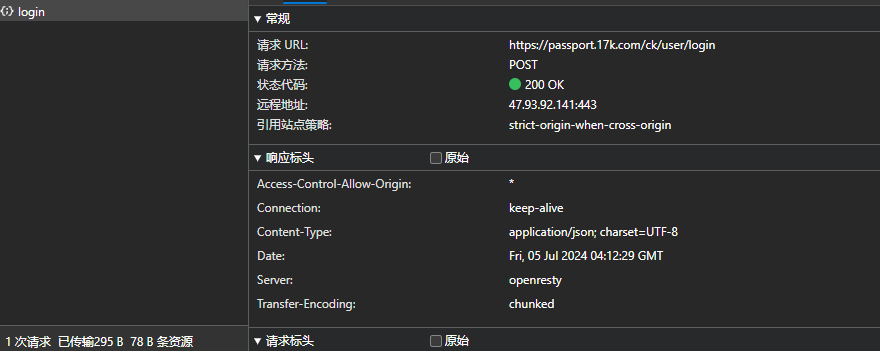 login
常规
请求 URL: https://passport.17k.com/ck/user/login
请求方法: POST
状态代码: 200 OK
远程地址: 47.93.92.141:443
引用站点策略: strict-origin-when-cross-origin
响应标头 原始
Access-Control-Allow-Origin: *
Connection: keep-alive
Content-Type: application/json; charset=UTF-8
Date: Fri, 05 Jul 2024 04:12:29 GMT
Server: openresty
Transfer-Encoding: chunked
请求标头 原始
1 次请求 已传输295 B 78 B 条资源